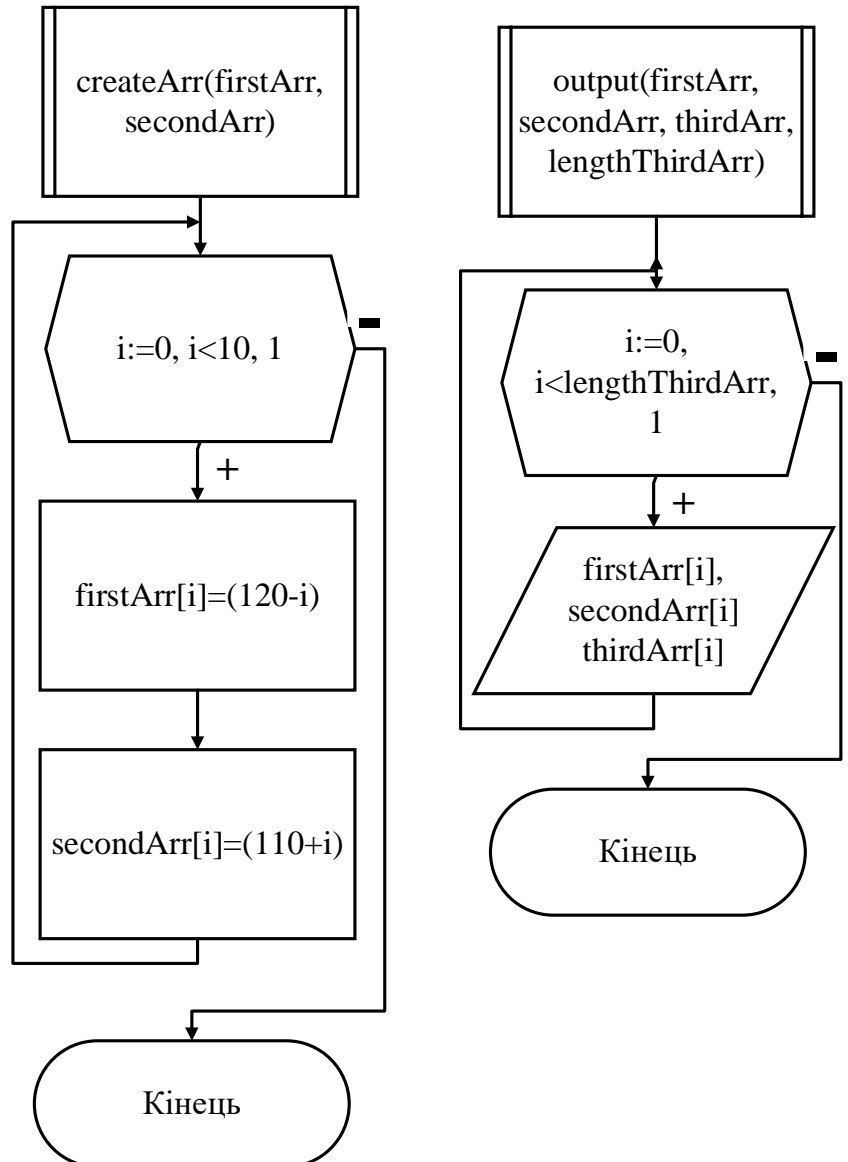 createArr(firstArr,
secondArr)
i:=0, i<10, 1
-
+
firstArr[i]=(120-i)
secondArr[i]=(110+i)
Кінець
output(firstArr,
secondArr, thirdArr,
lengthThirdArr)
i:=0,
i<lengthThirdArr,
1
-
+
firstArr[i],
secondArr[i]
thirdArr[i]
Кінець